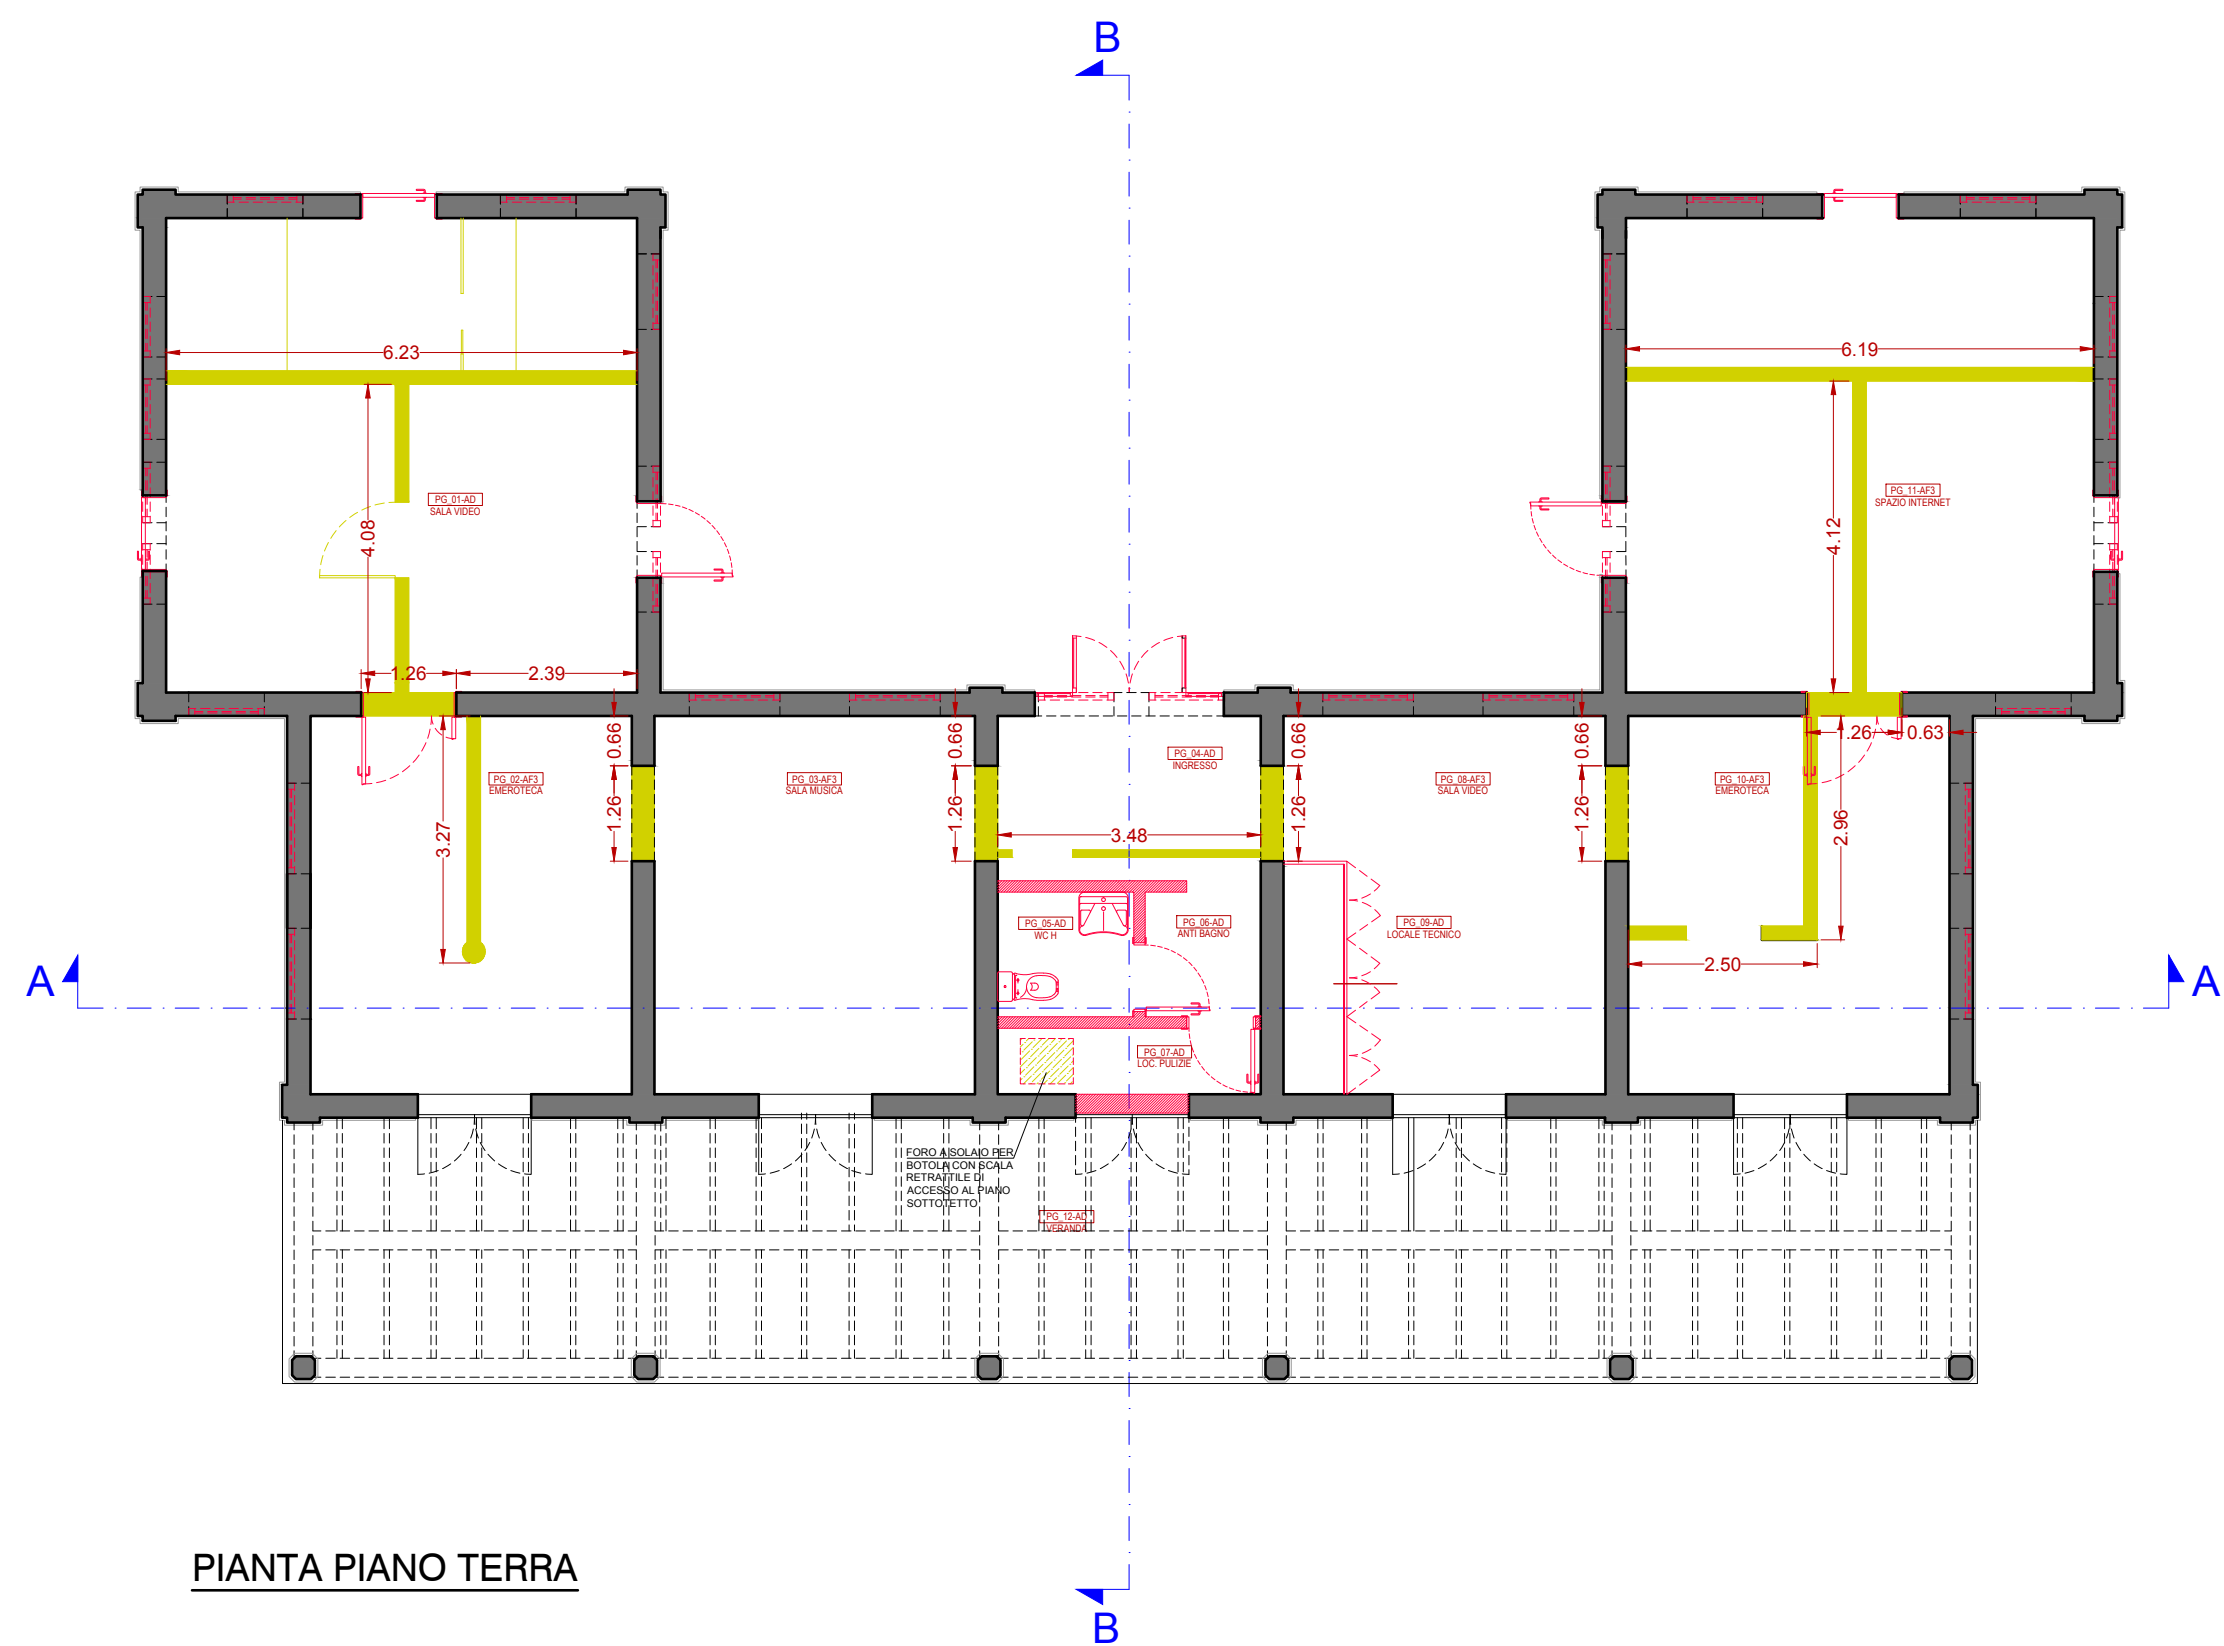 B
6.23
6.19
PG_01-AD
SALA VIDEO
4.08
PG_11-AF3
SPAZIO INTERNET
4.12
1.26
2.39
0.66
0.66
0.66
0.66
1.26
0.63
PG_04-AD
INGRESSO
PG_02-AF3
EMEROTECA
PG_03-AF3
SALA MUSICA
PG_08-AF3
SALA VIDEO
PG_10-AF3
EMEROTECA
3.27
1.26
1.26
3.48
1.26
1.26
2.96
PG_05-AD
WC H
PG_06-AD
ANTI BAGNO
PG_09-AD
LOCALE TECNICO
2.50
A
A
PG_07-AD
LOC. PULIZIE
FORO A SOLAIO PER
BOTOLA CON SCALA
RETRATTILE DI
ACCESSO AL PIANO
SOTTOTETTO
PG_12-AD
VERANDA
PIANTA PIANO TERRA
B